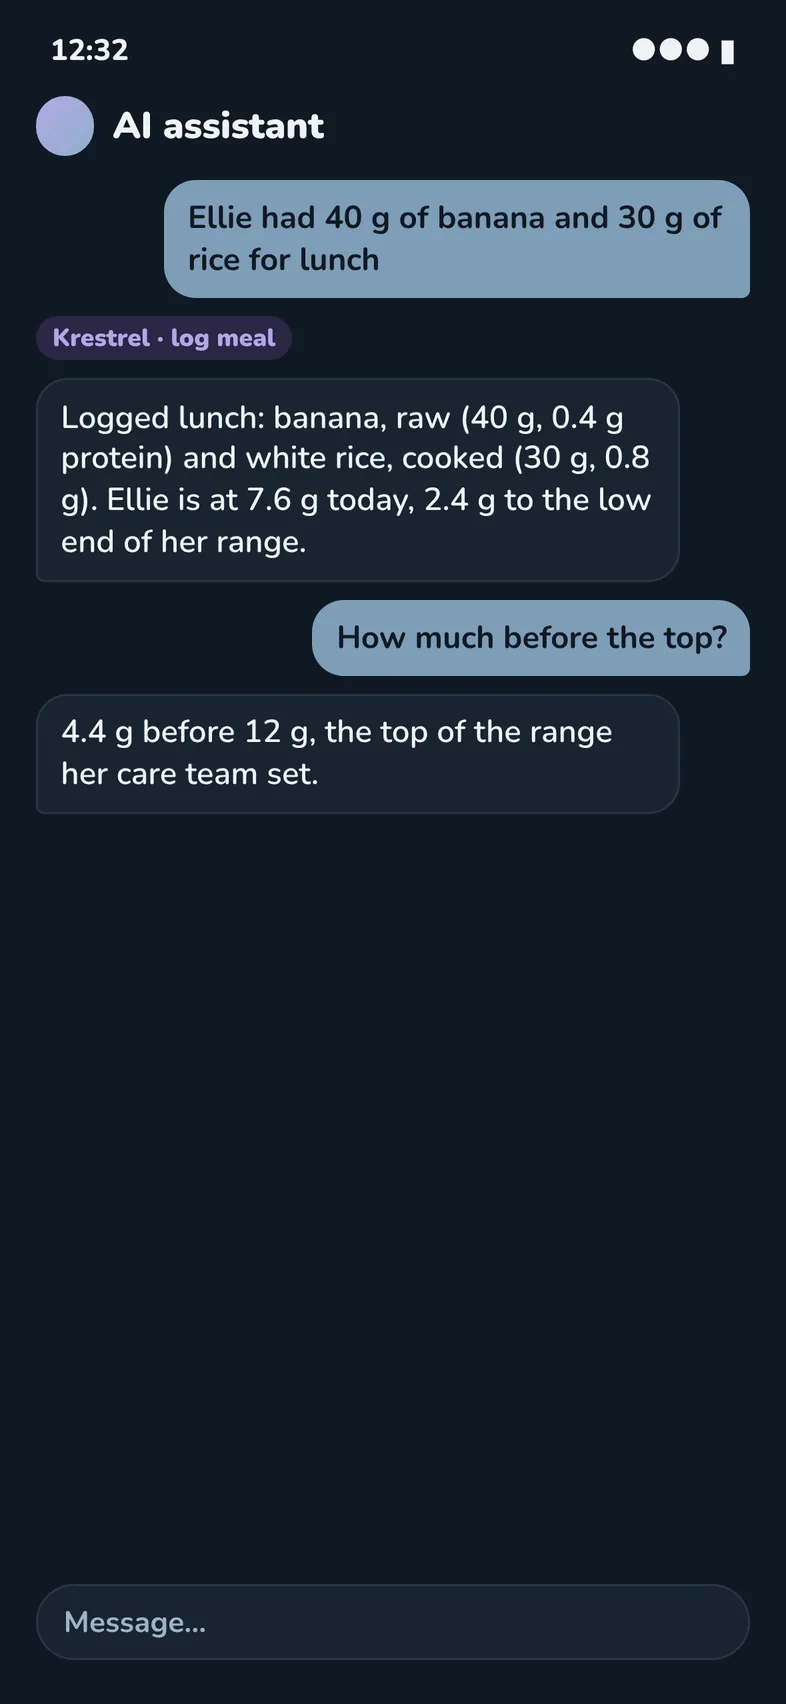 12:32
AI assistant
Ellie had 40 g of banana and 30 g of
rice for lunch
Krestrel · log meal
Logged lunch: banana, raw (40 g, 0.4 g
protein) and white rice, cooked (30 g, 0.8
g). Ellie is at 7.6 g today, 2.4 g to the low
end of her range.
How much before the top?
4.4 g before 12 g, the top of the range
her care team set.
Message...